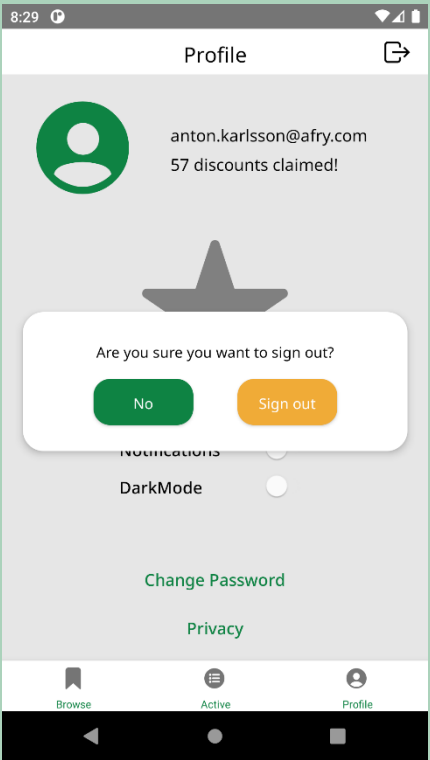 8:29
Profile
anton.karlsson@afry.com
57 discounts claimed!
Are you sure you want to sign out?
No Sign out
Notifications
DarkMode
Change Password
Privacy
Browse Active Profile